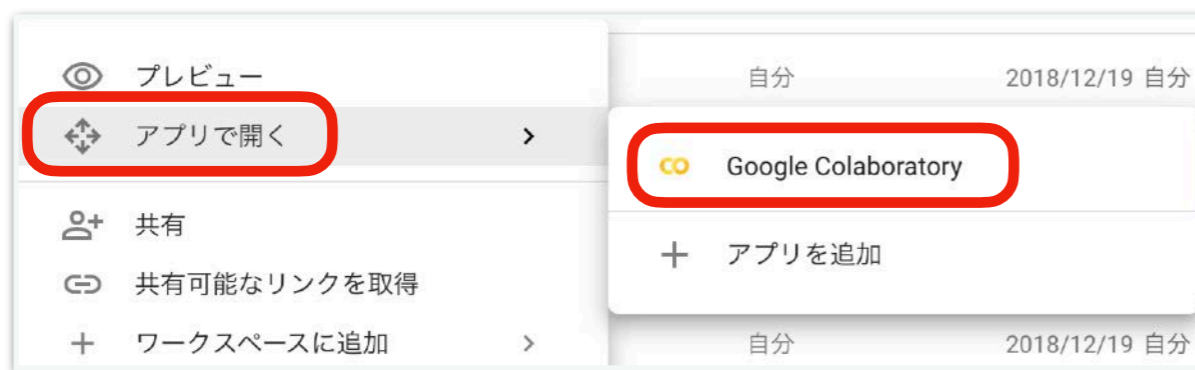 プレビュー
自分
2018/12/19 自分
アプリで開く
CO Google Colaboratory
共有
アプリを追加
共有可能なリンクを取得
ワークスペースに追加
自分
2018/12/19 自分